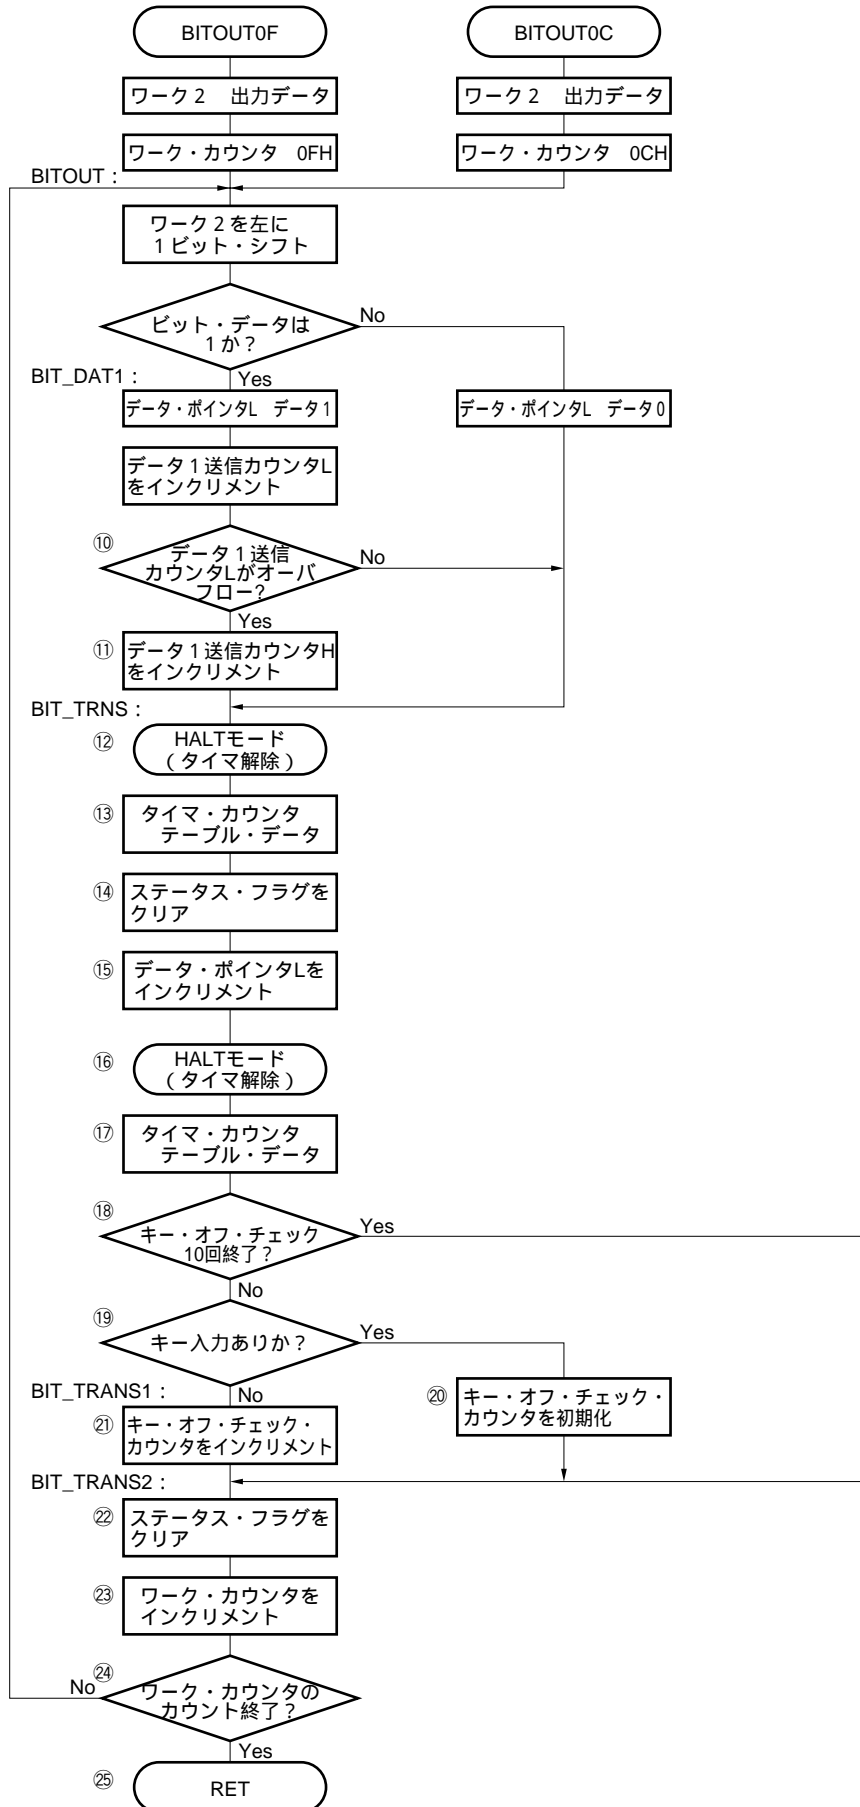 BITOUT0F
BITOUT0C
ワーク2　出力データ
ワーク2　出力データ
ワーク・カウンタ　0FH
ワーク・カウンタ　0CH
BITOUT：
ワーク2を左に
1ビット・シフト
ビット・データは
1か？
No
Yes
BIT_DAT1：
データ・ポインタL　データ1
データ・ポインタL　データ0
データ1送信カウンタL
をインクリメント
⑩
データ1送信
カウンタLがオーバ
フロー?
No
Yes
⑪
データ1送信カウンタH
をインクリメント
BIT_TRNS：
⑫
HALTモード
（タイマ解除）
⑬
タイマ・カウンタ
テーブル・データ
⑭
ステータス・フラグを
クリア
⑮
データ・ポインタLを
インクリメント
⑯
HALTモード
（タイマ解除）
⑰
タイマ・カウンタ
テーブル・データ
⑱
キー・オフ・チェック
10回終了？
Yes
No
⑲
キー入力ありか？
Yes
No
BIT_TRANS1：
⑳
キー・オフ・チェック・
カウンタを初期化
㉑
キー・オフ・チェック・
カウンタをインクリメント
BIT_TRANS2：
㉒
ステータス・フラグを
クリア
㉓
ワーク・カウンタを
インクリメント
㉔
ワーク・カウンタの
カウント終了？
No
Yes
㉕
RET